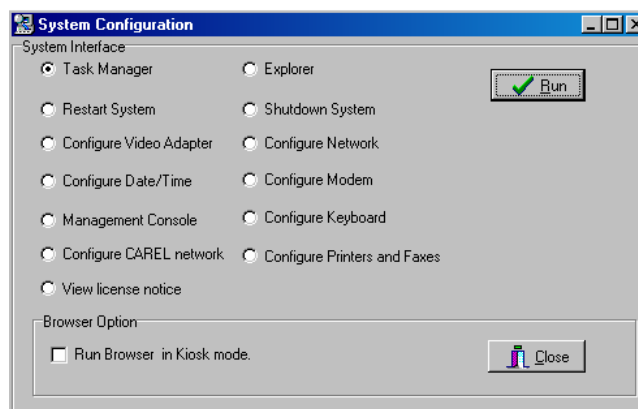 System Configuration
System Interface
Task Manager
Explorer
Run
Restart System
Shutdown System
Configure Video Adapter
Configure Network
Configure Date/Time
Configure Modem
Management Console
Configure Keyboard
Configure CAREL network
Configure Printers and Faxes
View license notice
Browser Option
Run Browser in Kiosk mode.
Close